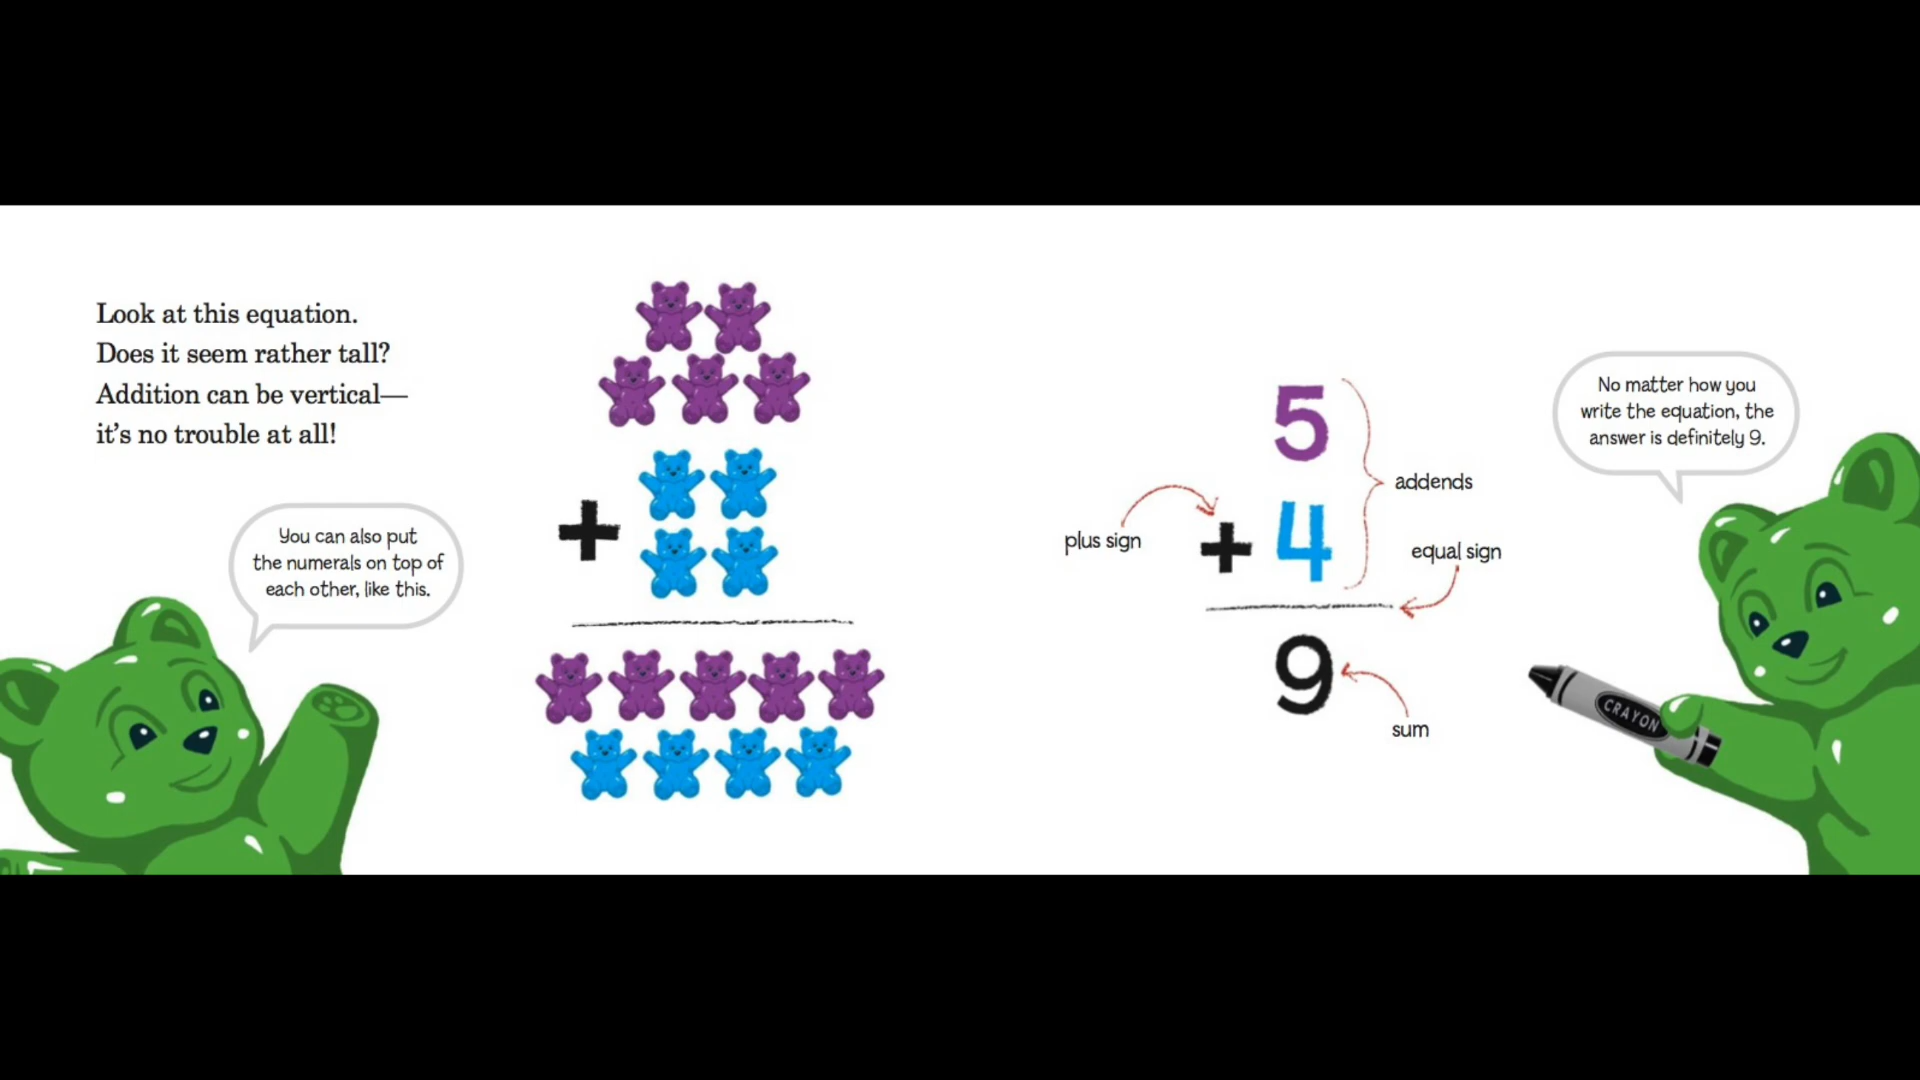 Look at this equation.
Does it seem rather tall?
Addition can be vertical—
it's no trouble at all!
You can also put
the numerals on top of
each other, like this.
+
5
+ 4
9
plus sign
addends
equal sign
sum
No matter how you
write the equation, the
answer is definitely 9.
CRAYON